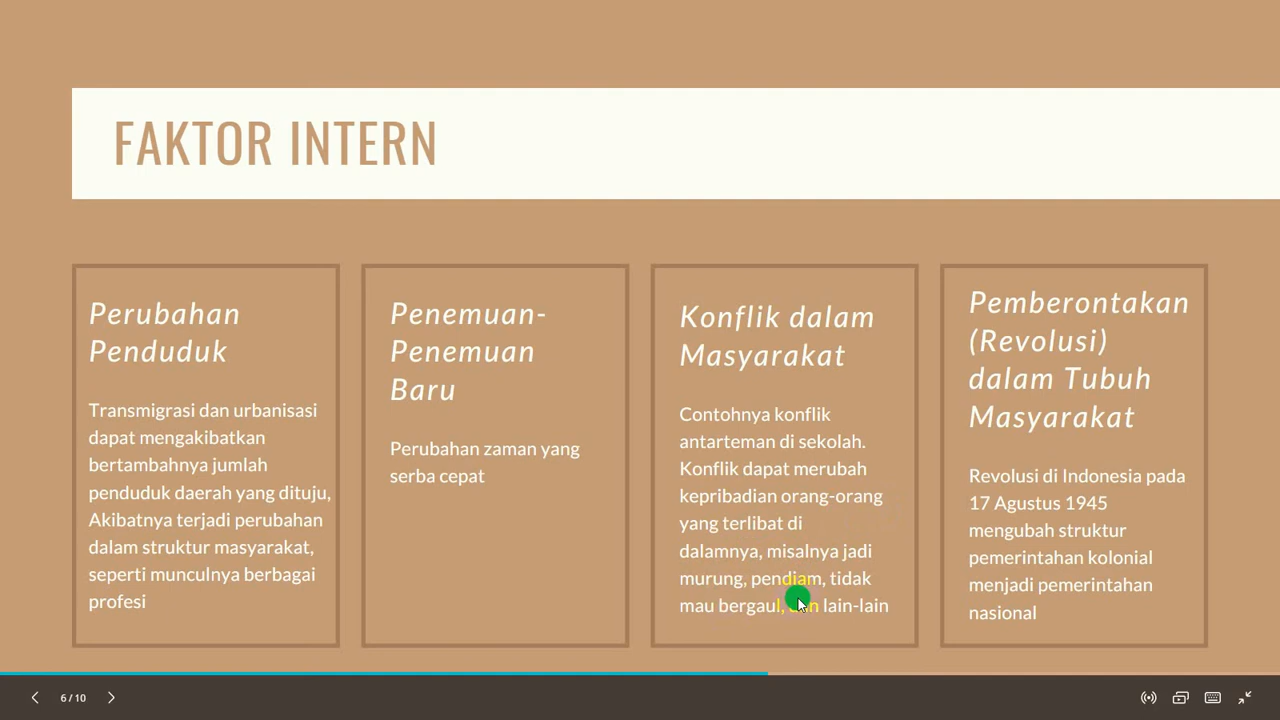 FAKTOR INTERN
Perubahan
Penduduk
Transmigrasi dan urbanisasi
dapat mengakibatkan
bertambahnya jumlah
penduduk daerah yang dituju,
Akibatnya terjadi perubahan
dalam struktur masyarakat,
seperti munculnya berbagai
profesi
Penemuan-
Penemuan
Baru
Perubahan zaman yang
serba cepat
Konflik dalam
Masyarakat
Contohnya konflik
antarteman di sekolah.
Konflik dapat merubah
kepribadian orang-orang
yang terlibat di
dalamnya, misalnya jadi
murung, pendiam, tidak
mau bergaul, dan lain-lain
Pemberontakan
(Revolusi)
dalam Tubuh
Masyarakat
Revolusi di Indonesia pada
17 Agustus 1945
mengubah struktur
pemerintahan kolonial
menjadi pemerintahan
nasional
6 / 10